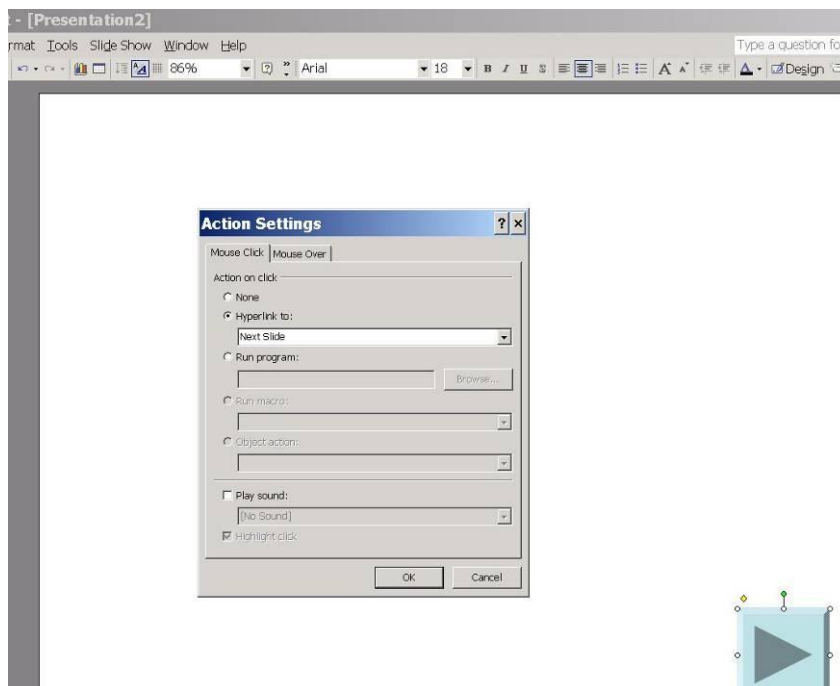 - [Presentation2]
rmat Tools Slide Show Window Help
Type a question fo
86% Arial 18 B I U S A A A Design
Action Settings
Mouse Click Mouse Over
Action on click
None
Hyperlink to:
Next Slide
Run program:
Browse...
Run macro:
Object action:
Play sound:
[No Sound]
Highlight click
OK Cancel